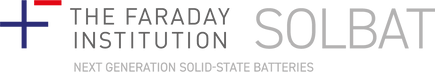 THE FARADAY
INSTITUTION
SOLBAT
NEXT GENERATION SOLID-STATE BATTERIES